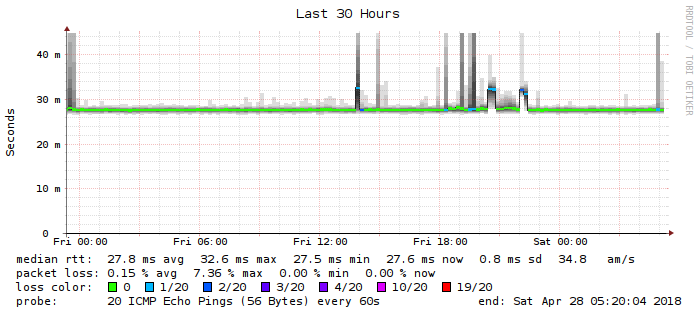 Last 30 Hours
RRDTOOL / TOBI OETIKER
Seconds
40 m
30 m
20 m
10 m
0
Fri 00:00 Fri 06:00 Fri 12:00 Fri 18:00 Sat 00:00
median rtt: 27.8 ms avg 32.6 ms max 27.5 ms min 27.6 ms now 0.8 ms sd 34.8 am/s
packet loss: 0.15 % avg 7.36 % max 0.00 % min 0.00 % now
loss color: 0 1/20 2/20 3/20 4/20 10/20 19/20
probe: 20 ICMP Echo Pings (56 Bytes) every 60s end: Sat Apr 28 05:20:04 2018